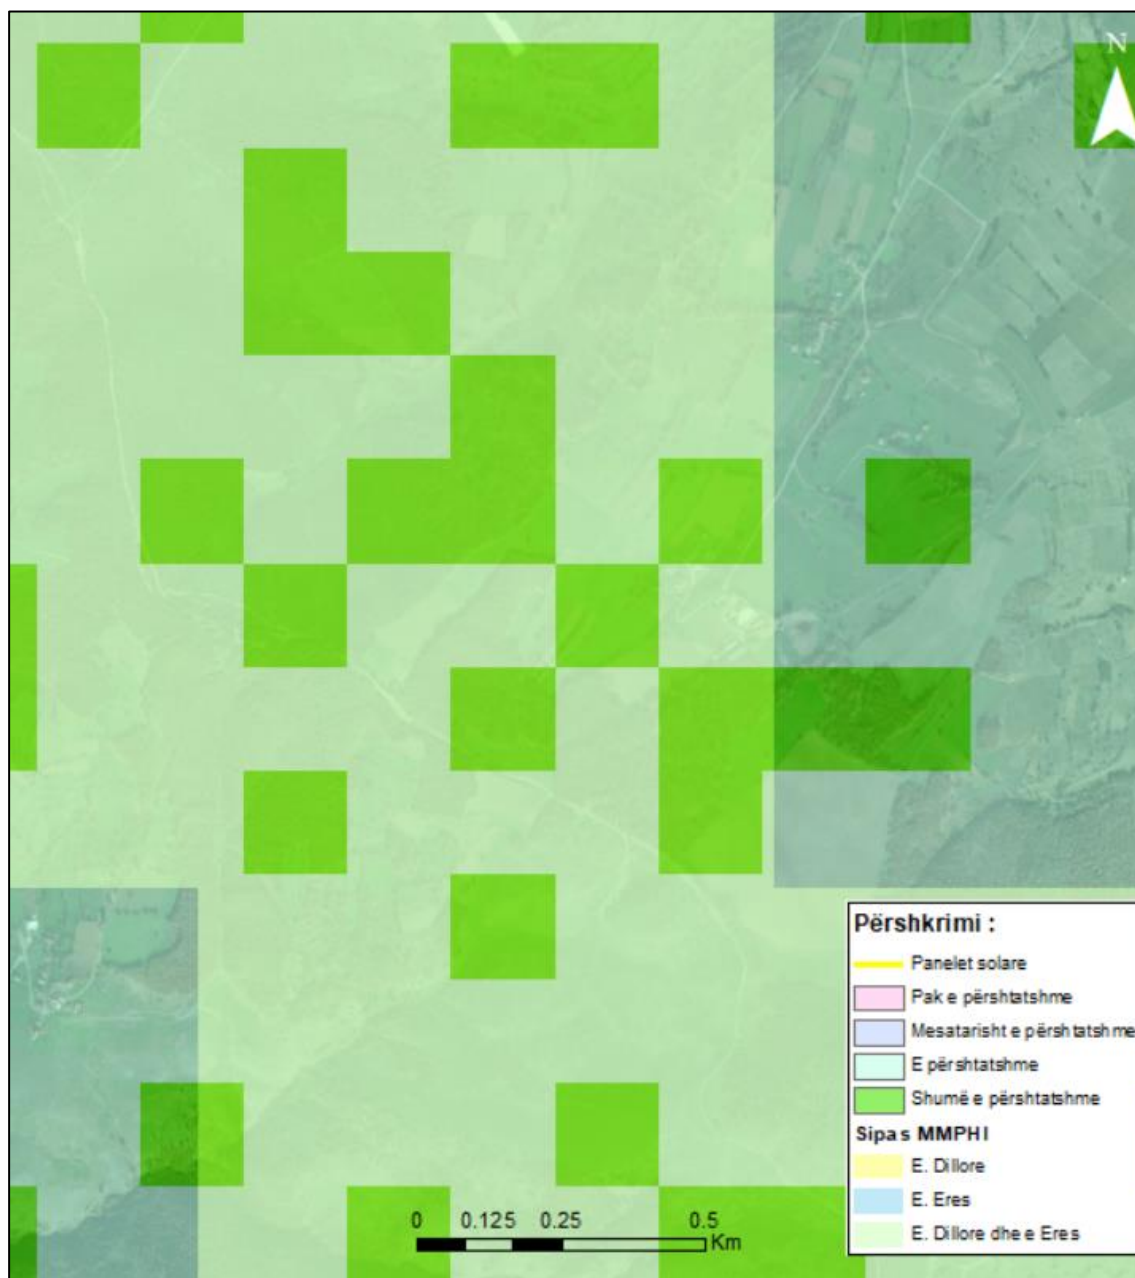 N
Përshkrimi :
Panelet solare
Pak e përshtatshme
Mesatarisht e përshtatshme
E përshtatshme
Shumë e përshtatshme
Sipas MMPHI
E. Dillore
E. Eres
E. Dillore dhe e Eres
0 0.125 0.25 0.5
Km